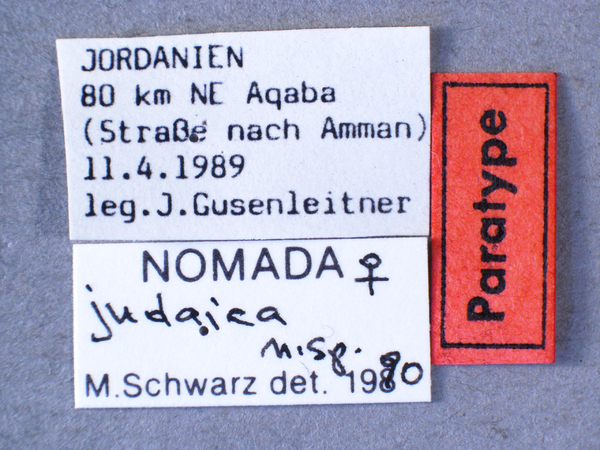 JORDANIEN
80 km NE Aqaba
(Straße nach Amman)
11.4.1989
leg.J.Gusenleitner
NOMADA ♀
judaica
n.sp.
M.Schwarz det. 1990
Paratype